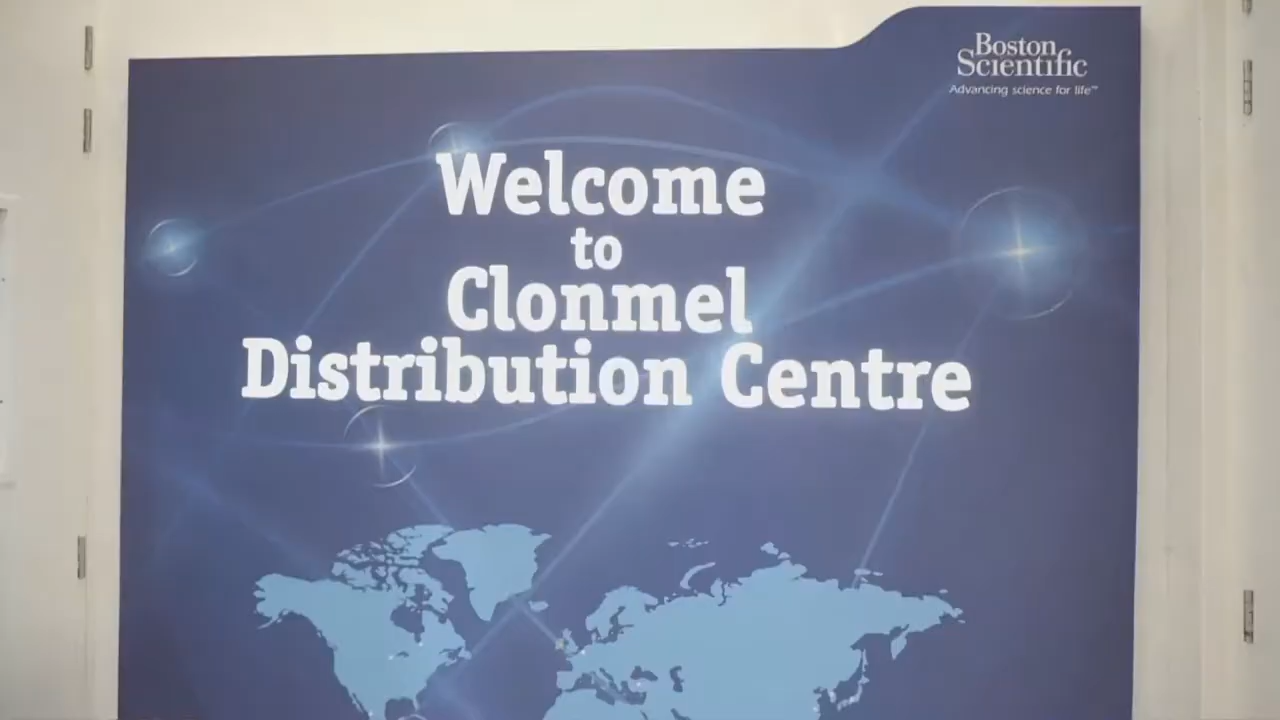 Boston
Scientific
Advancing science for life™
Welcome
to
Clonmel
Distribution Centre